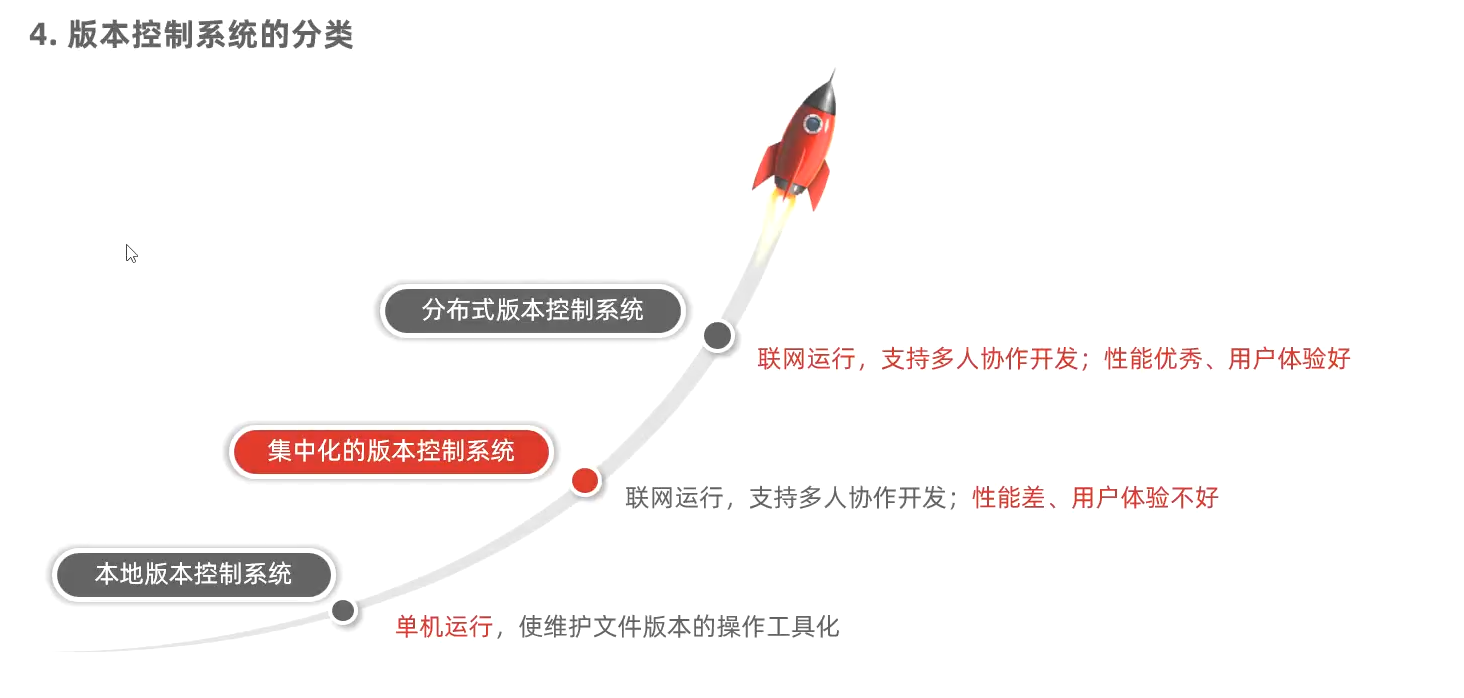 4. 版本控制系统的分类
分布式版本控制系统
联网运行，支持多人协作开发；性能优秀、用户体验好
集中化的版本控制系统
联网运行，支持多人协作开发；性能差、用户体验不好
本地版本控制系统
单机运行，使维护文件版本的操作工具化